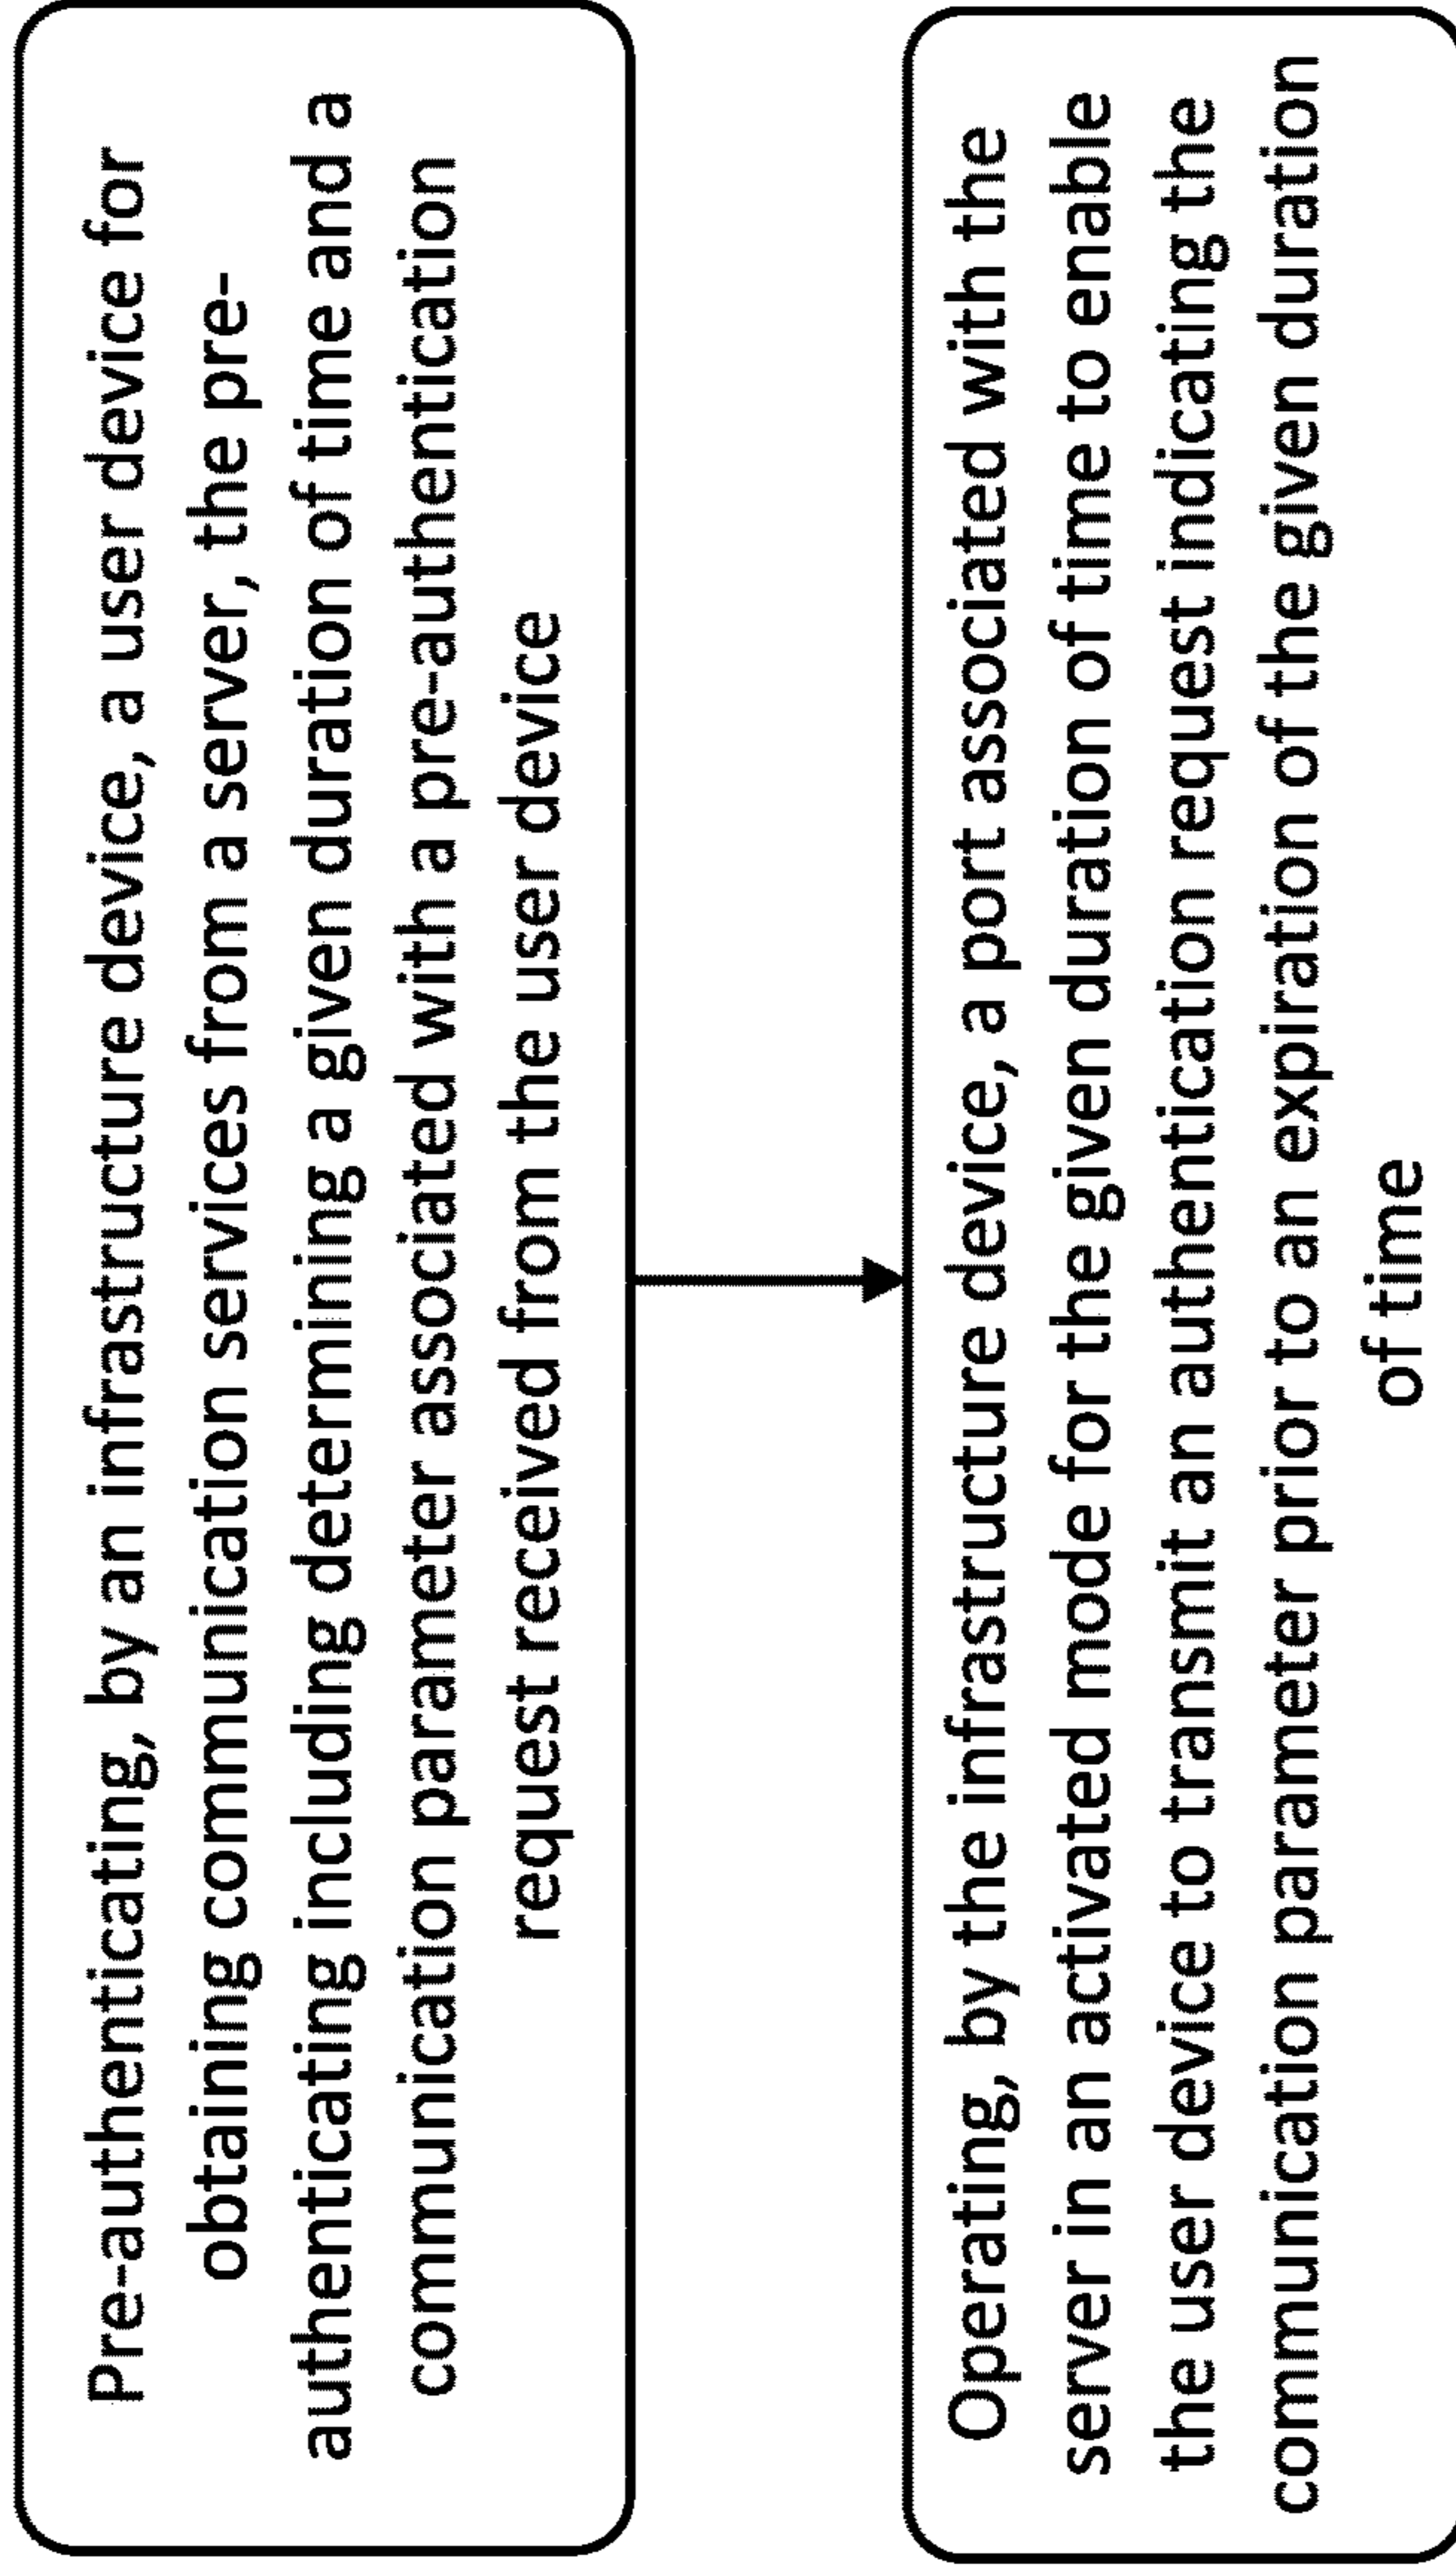 Pre-authenticating, by an infrastructure device, a user device for
obtaining communication services from a server, the pre-
authenticating including determining a given duration of time and a
communication parameter associated with a pre-authentication
request received from the user device
Operating, by the infrastructure device, a port associated with the
server in an activated mode for the given duration of time to enable
the user device to transmit an authentication request indicating the
communication parameter prior to an expiration of the given duration
of time